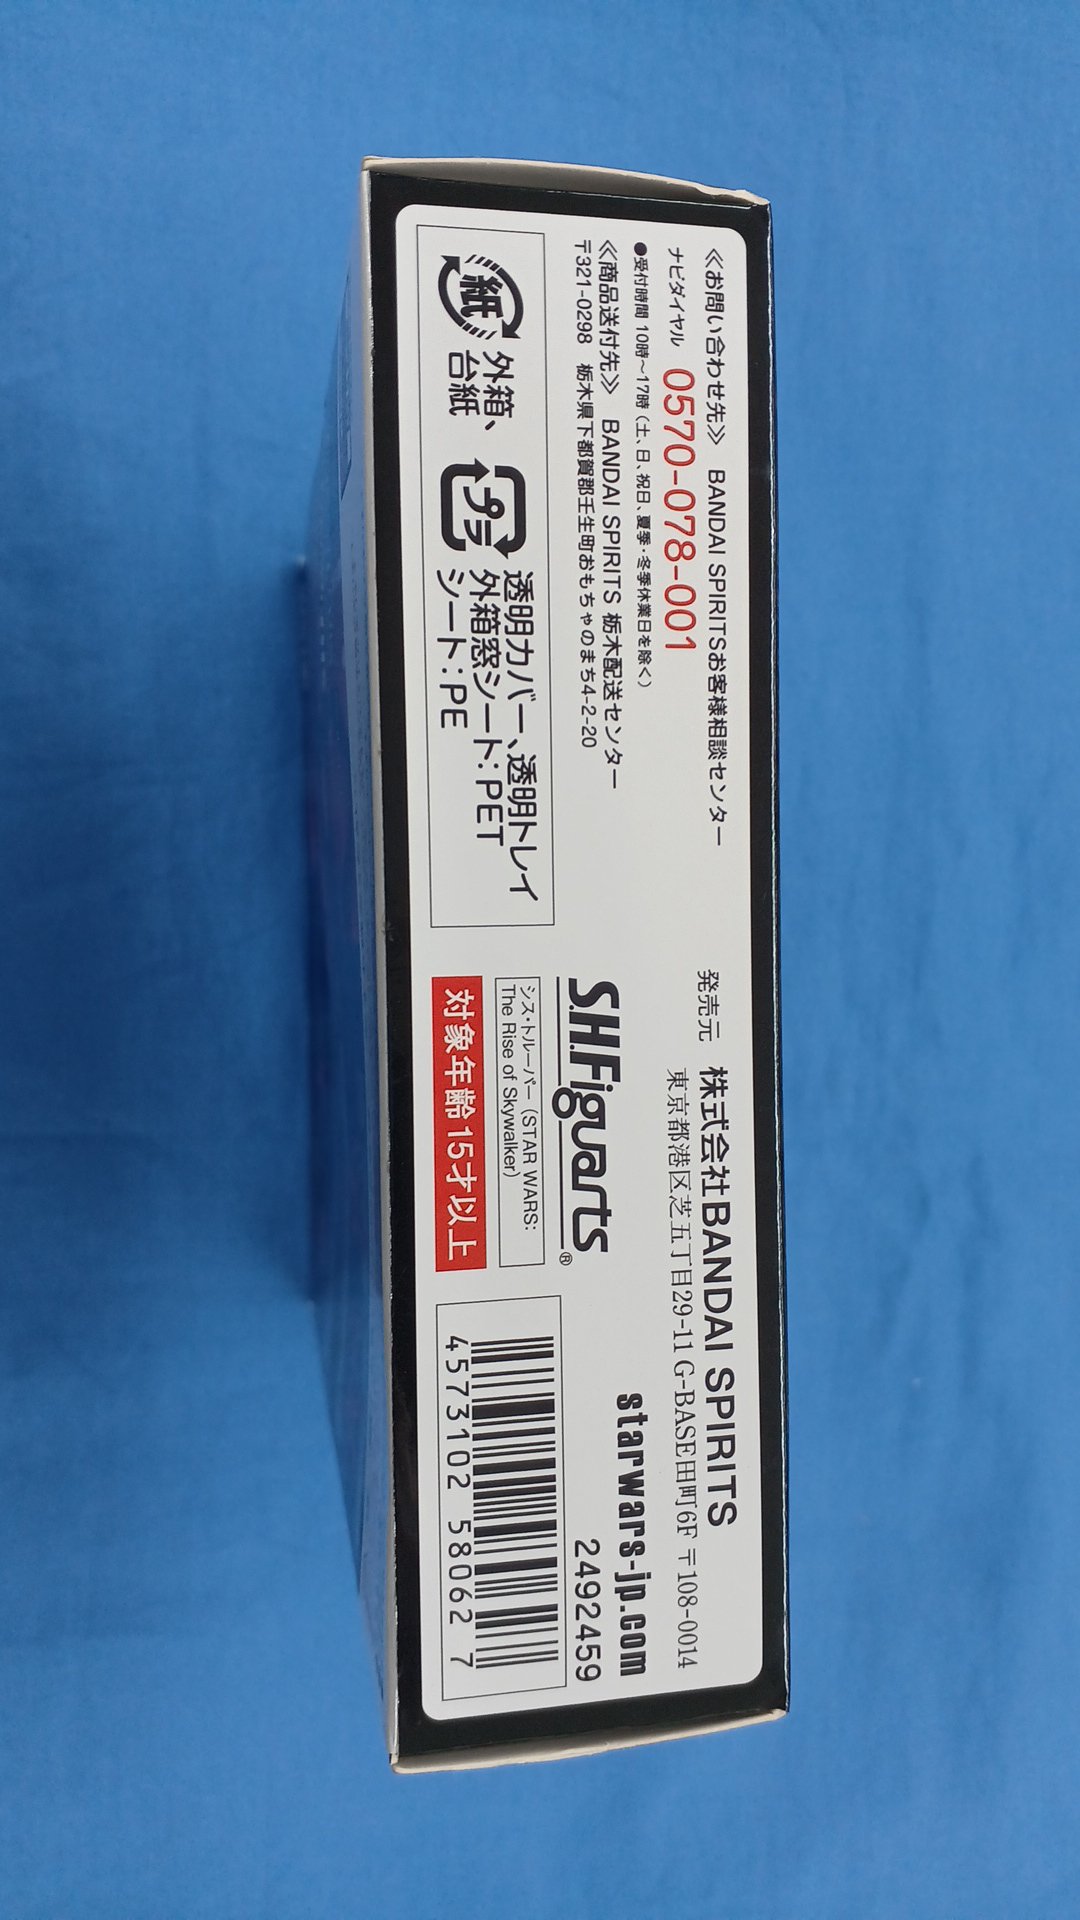 ≪お問い合わせ先≫ BANDAI SPIRITSお客様相談センター
ナビダイヤル 0570-078-001
●受付時間 10時〜17時 (土、日、祝日、夏季・冬季休業日を除く)
≪商品送付先≫ BANDAI SPIRITS 栃木配送センター
〒321-0298 栃木県下都賀郡壬生町おもちゃのまち4-2-20
紙
外箱、
台紙
プラ
透明カバー、透明トレイ
外箱窓シート:PET
シート:PE
発売元 株式会社BANDAI SPIRITS
東京都港区芝五丁目29-11 G-BASE田町6F 〒108-0014
S.H.Figuarts®
シス・トルーパー (STAR WARS:
The Rise of Skywalker)
対象年齢15才以上
starwars-jp.com
2492459
4573102 58062 7